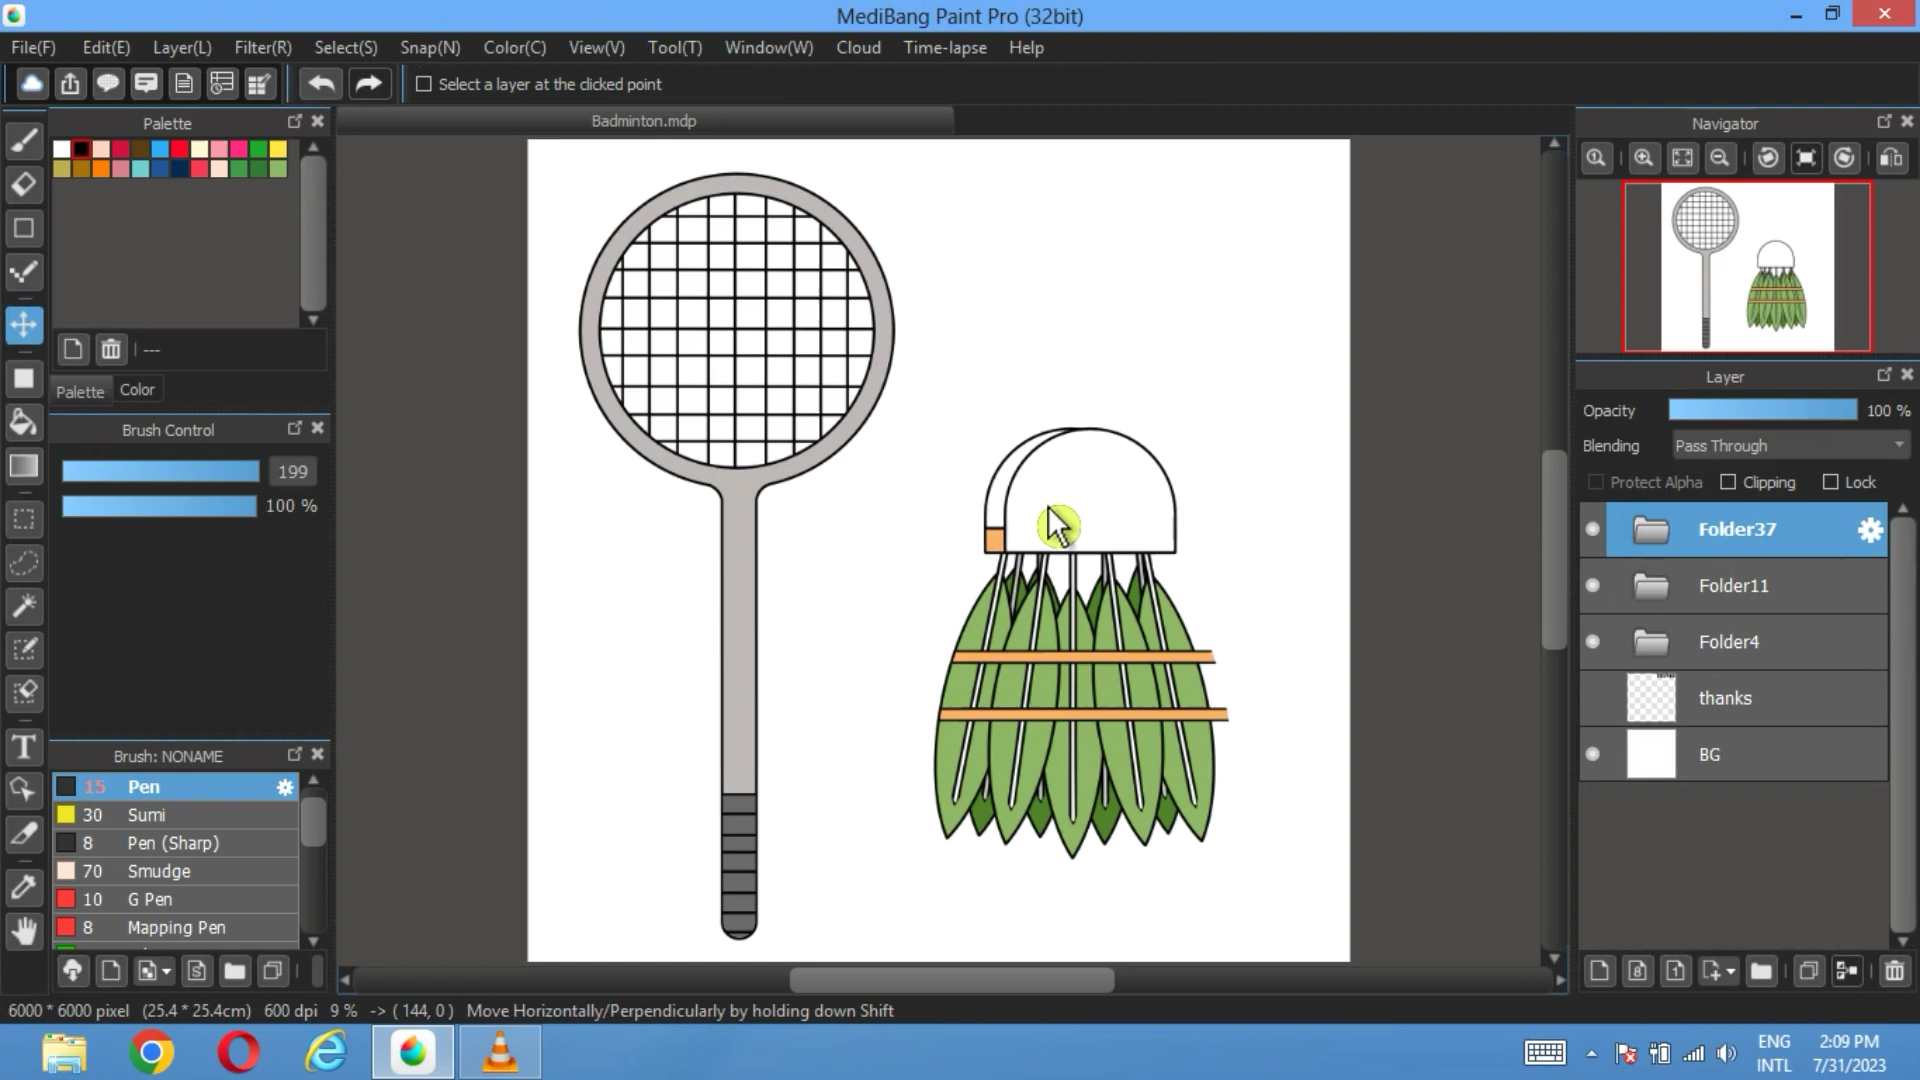 MediBang Paint Pro (32bit)
File(F) Edit(E) Layer(L) Filter(R) Select(S) Snap(N) Color(C) View(V) Tool(T) Window(W) Cloud Time-lapse Help
Select a layer at the clicked point
Palette
Badminton.mdp
Navigator
---
Palette Color
Layer
Opacity 100 %
Blending Pass Through
Protect Alpha Clipping Lock
Brush Control
199
100 %
Folder37
Folder11
Folder4
thanks
BG
Brush: NONAME
15 Pen
30 Sumi
8 Pen (Sharp)
70 Smudge
10 G Pen
8 Mapping Pen
6000 * 6000 pixel (25.4 * 25.4cm) 600 dpi 9 % -> ( 144, 0 ) Move Horizontally/Perpendicularly by holding down Shift
ENG 2:09 PM
INTL 7/31/2023